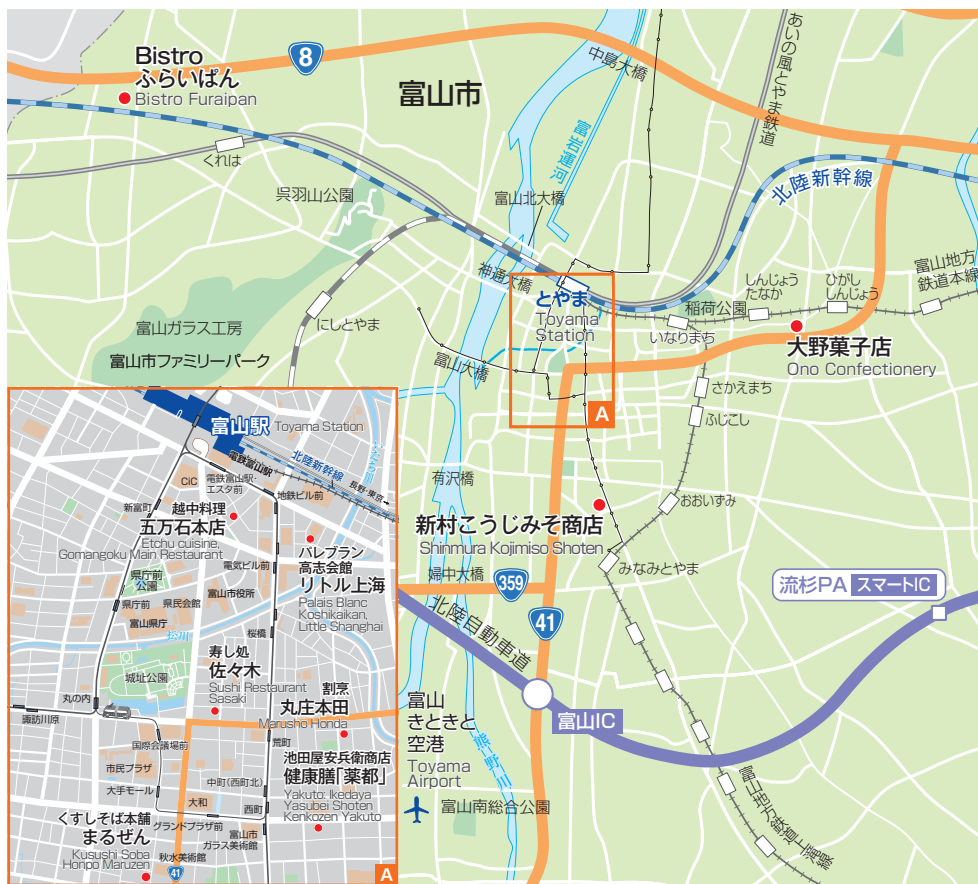 Bistro
ふらいぱん
Bistro Furaipan
8
富山市
中島大橋
あいの風とやま鉄道
富岩運河
北陸新幹線
くれは
呉羽山公園
富山北大橋
神通大橋
とやま
Toyama
Station
稲荷公園
いなりまち
しんじょう
たなか
ひがし
しんじょう
富山地方
鉄道本線
大野菓子店
Ono Confectionery
にしとやま
富山ガラス工房
富山市ファミリーパーク
富山大橋
A
さかえまち
ふじこし
有沢橋
おおいずみ
新村こうじみそ商店
Shinmura Kojimiso Shoten
みなみとやま
婦中大橋
359
41
流杉PA スマートIC
北陸自動車道
富山IC
富山
きときと
空港
Toyama
Airport
熊野川
富山南総合公園
富山地方鉄道上滝線
富山駅 Toyama Station
電鉄富山駅
北陸新幹線
長野・東京
CiC
電鉄富山駅・
エスタ前
地鉄ビル前
新富町
越中料理
五万石本店
Etchu cuisine,
Gomangoku Main Restaurant
パレブラン
高志会館
リトル上海
Palais Blanc
Koshikaikan,
Little Shanghai
電気ビル前
県庁前
公園
県庁前
県民会館
富山市役所
富山県庁
松川
桜橋
城址公園
寿し処
佐々木
Sushi Restaurant
Sasaki
割烹
丸庄本田
Marusho Honda
丸の内
諏訪川原
国際会議場前
荒町
市民プラザ
大手モール
中町(西町北)
池田屋安兵衛商店
健康膳「薬都」
Yakuto: Ikedaya
Yasubei Shoten
Kenkozen Yakuto
大和
西町
グランドプラザ前
くすしそば本舗
まるぜん
Kusushi Soba
Honpo Maruzen
富山市
ガラス美術館
秋水美術館
41
A